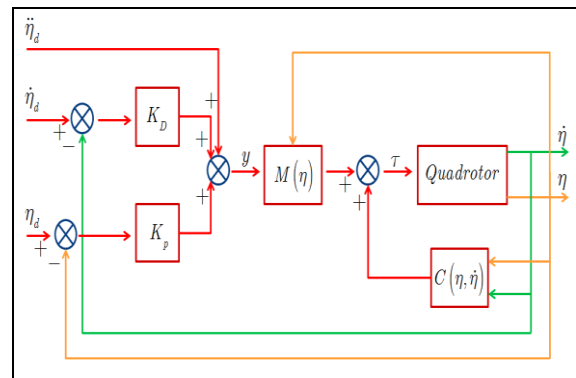 η̈_d
η̇_d
+
−
K_D
+
+
y
M(η)
+
+
τ
Quadrotor
η̇
η
η_d
+
−
K_p
+
C(η, η̇)